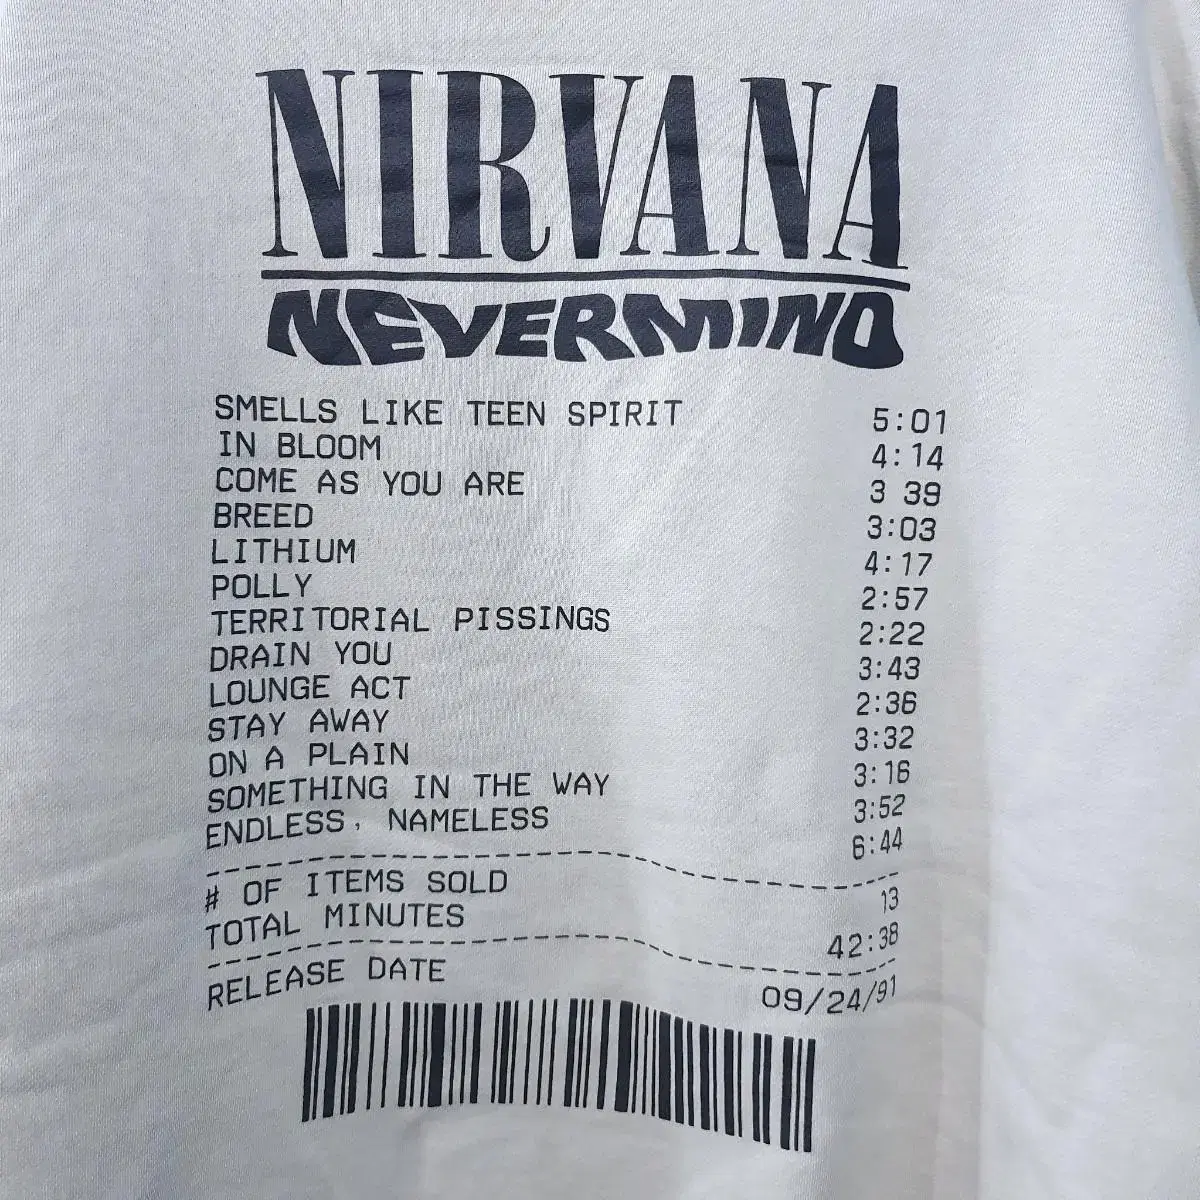 NIRVANA
NEVERMIND
SMELLS LIKE TEEN SPIRIT 5:01
IN BLOOM 4:14
COME AS YOU ARE 3 39
BREED 3:03
LITHIUM 4:17
POLLY 2:57
TERRITORIAL PISSINGS 2:22
DRAIN YOU 3:43
LOUNGE ACT 2:36
STAY AWAY 3:32
ON A PLAIN 3:16
SOMETHING IN THE WAY 3:52
ENDLESS, NAMELESS 6:44
# OF ITEMS SOLD 13
TOTAL MINUTES 42:38
RELEASE DATE 09/24/91